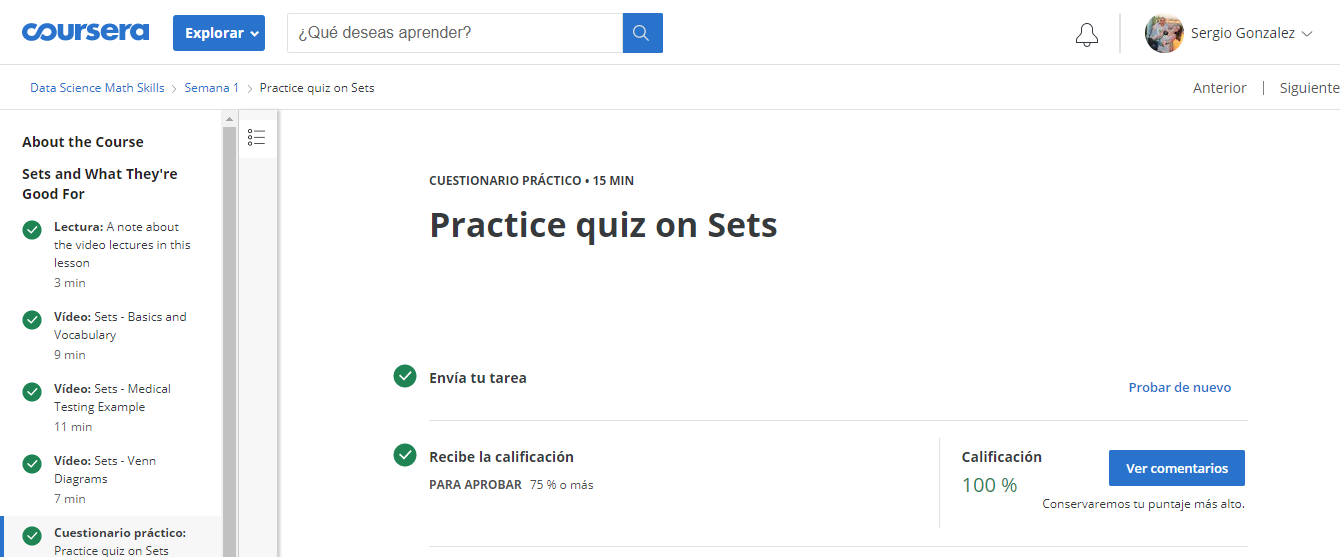 coursera
Explorar
¿Qué deseas aprender?
Sergio Gonzalez
Data Science Math Skills
Semana 1
Practice quiz on Sets
Anterior
Siguiente
About the Course
Sets and What They're
Good For
Lectura: A note about
the video lectures in this
lesson
3 min
Vídeo: Sets - Basics and
Vocabulary
9 min
Vídeo: Sets - Medical
Testing Example
11 min
Vídeo: Sets - Venn
Diagrams
7 min
Cuestionario práctico:
Practice quiz on Sets
CUESTIONARIO PRÁCTICO • 15 MIN
Practice quiz on Sets
Envía tu tarea
Probar de nuevo
Recibe la calificación
PARA APROBAR 75 % o más
Calificación
100 %
Ver comentarios
Conservaremos tu puntaje más alto.